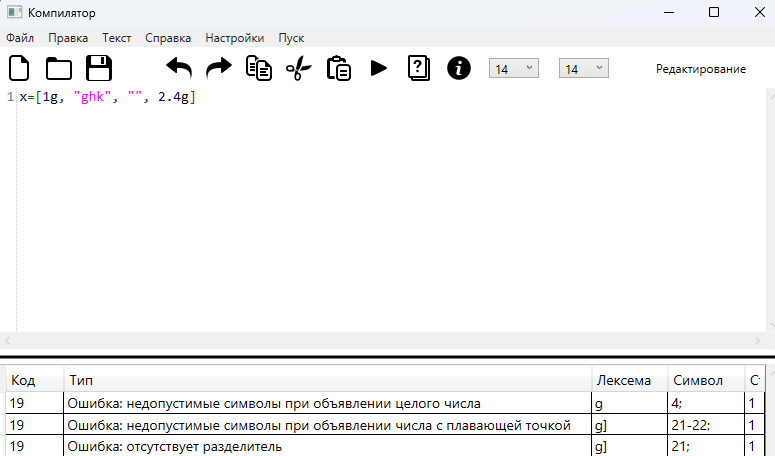 Компилятор
Файл Правка Текст Справка Настройки Пуск
14 14 Редактирование
1 x=[1g, "ghk", "", 2.4g]
Код Тип Лексема Символ
19 Ошибка: недопустимые символы при объявлении целого числа g 4; 1
19 Ошибка: недопустимые символы при объявлении числа с плавающей точкой g] 21-22; 1
19 Ошибка: отсутствует разделитель g] 21; 1